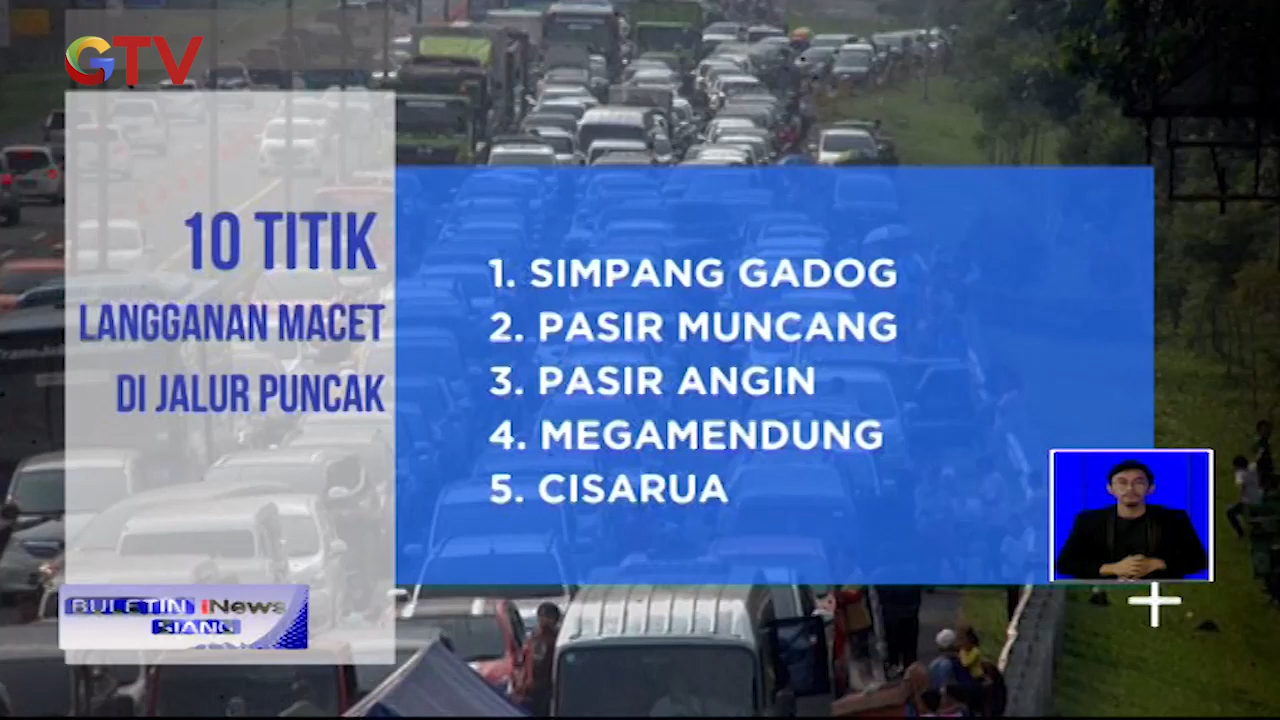 GTV
10 TITIK
LANGGANAN MACET
DI JALUR PUNCAK
1. SIMPANG GADOG
2. PASIR MUNCANG
3. PASIR ANGIN
4. MEGAMENDUNG
5. CISARUA
BULETIN iNews
SIANG